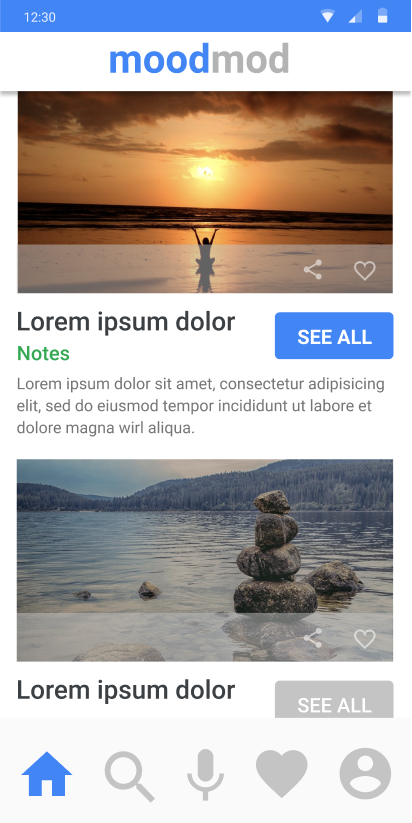 12:30
moodmod
Lorem ipsum dolor
SEE ALL
Notes
Lorem ipsum dolor sit amet, consectetur adipisicing
elit, sed do eiusmod tempor incididunt ut labore et
dolore magna wirl aliqua.
Lorem ipsum dolor
SEE ALL